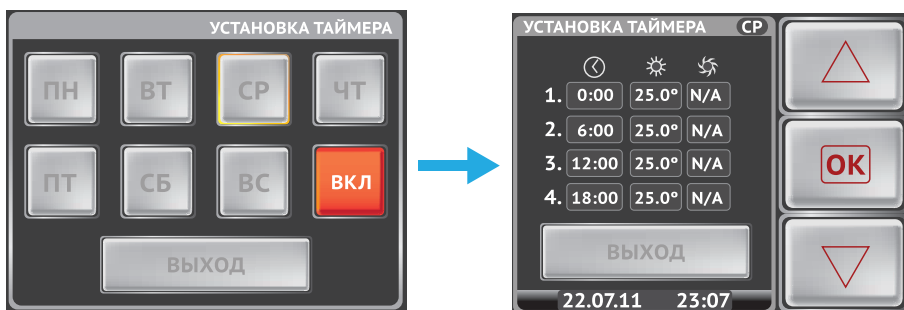 УСТАНОВКА ТАЙМЕРА
ПН ВТ СР ЧТ
ПТ СБ ВС ВКЛ
ВЫХОД
УСТАНОВКА ТАЙМЕРА СР
1. 0:00 25.0° N/A
2. 6:00 25.0° N/A
3. 12:00 25.0° N/A
4. 18:00 25.0° N/A
ВЫХОД
22.07.11 23:07
OK